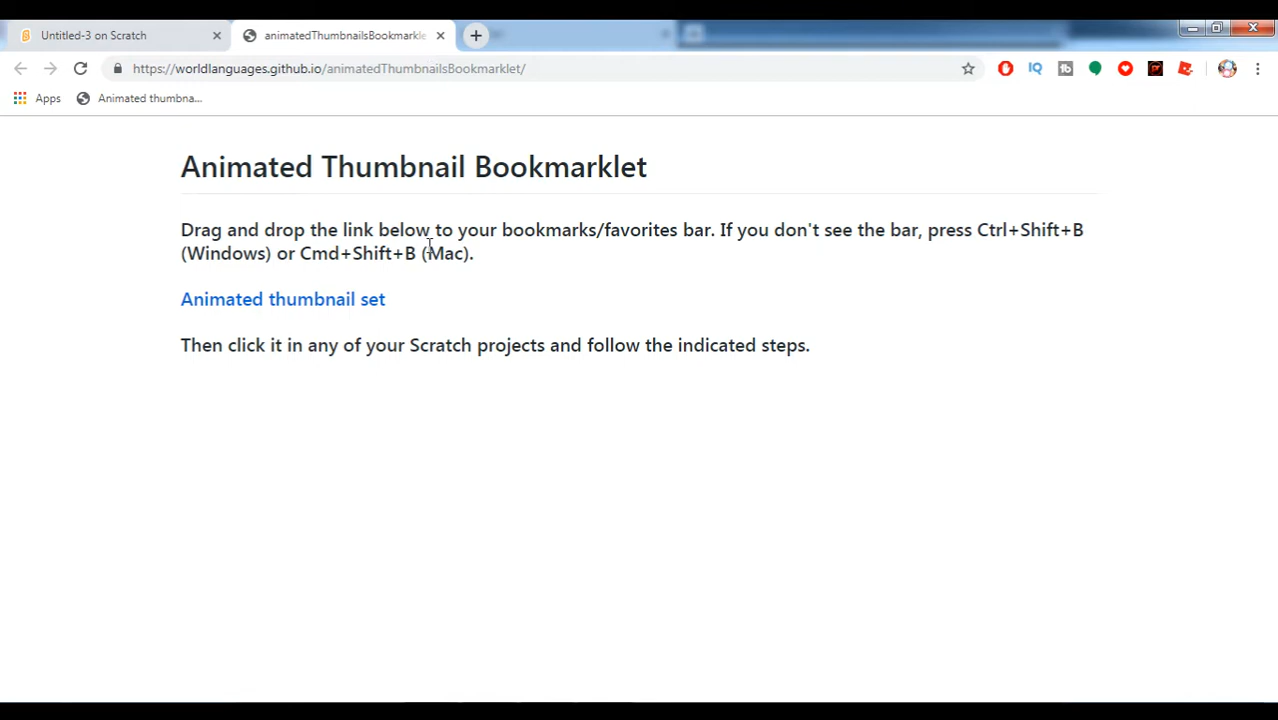 Untitled-3 on Scratch
animatedThumbnailsBookmarkle
https://worldlanguages.github.io/animatedThumbnailsBookmarklet/
Apps
Animated thumbna...
Animated Thumbnail Bookmarklet
Drag and drop the link below to your bookmarks/favorites bar. If you don't see the bar, press Ctrl+Shift+B
(Windows) or Cmd+Shift+B (Mac).
Animated thumbnail set
Then click it in any of your Scratch projects and follow the indicated steps.